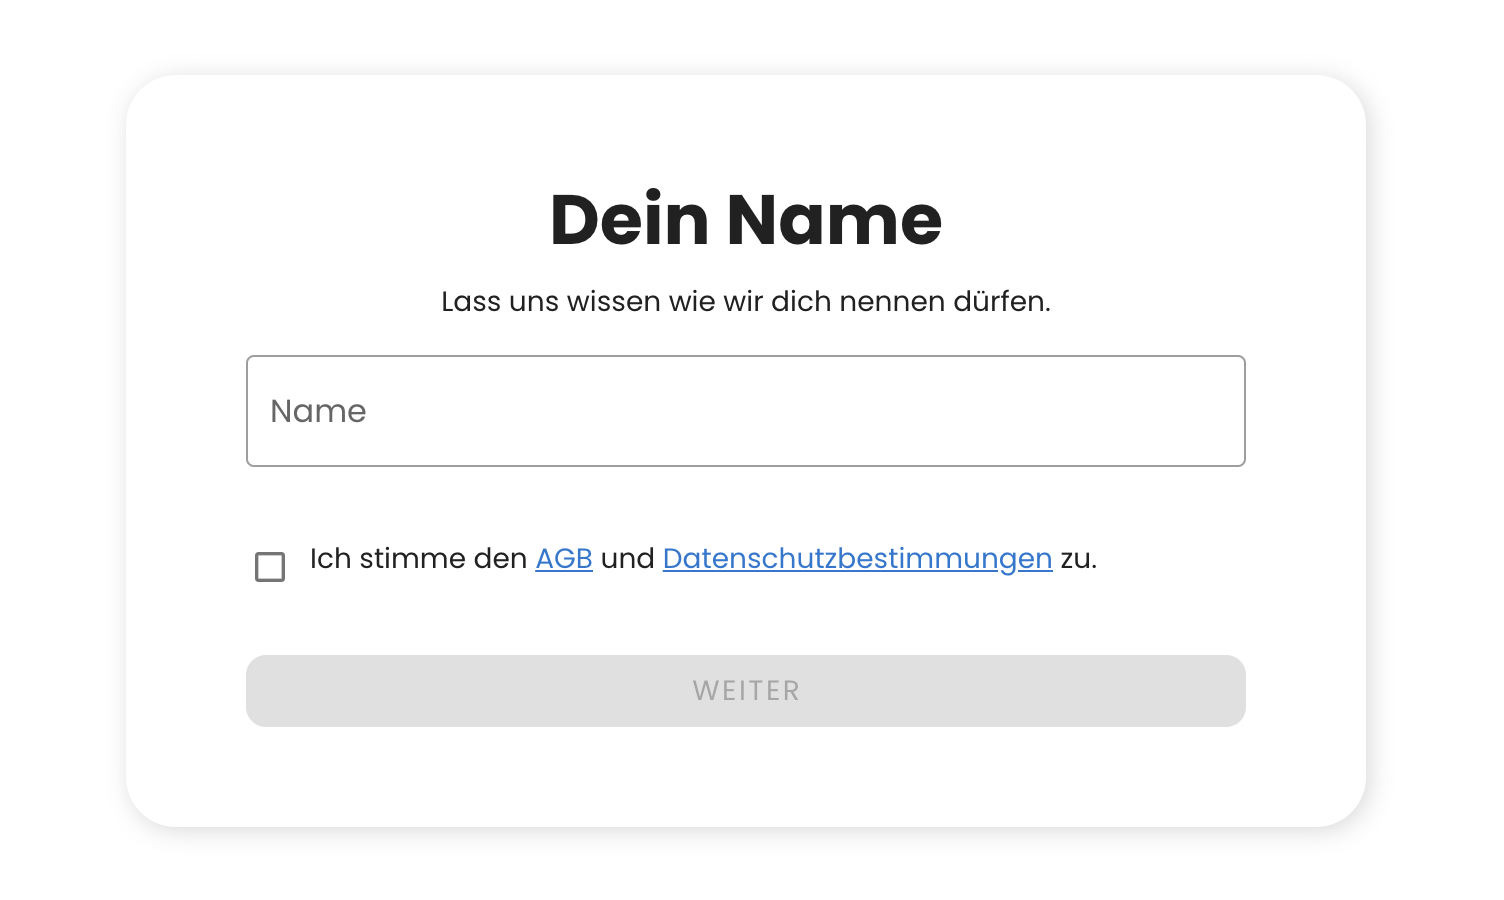 Dein Name
Lass uns wissen wie wir dich nennen dürfen.
Name
Ich stimme den AGB und Datenschutzbestimmungen zu.
WEITER